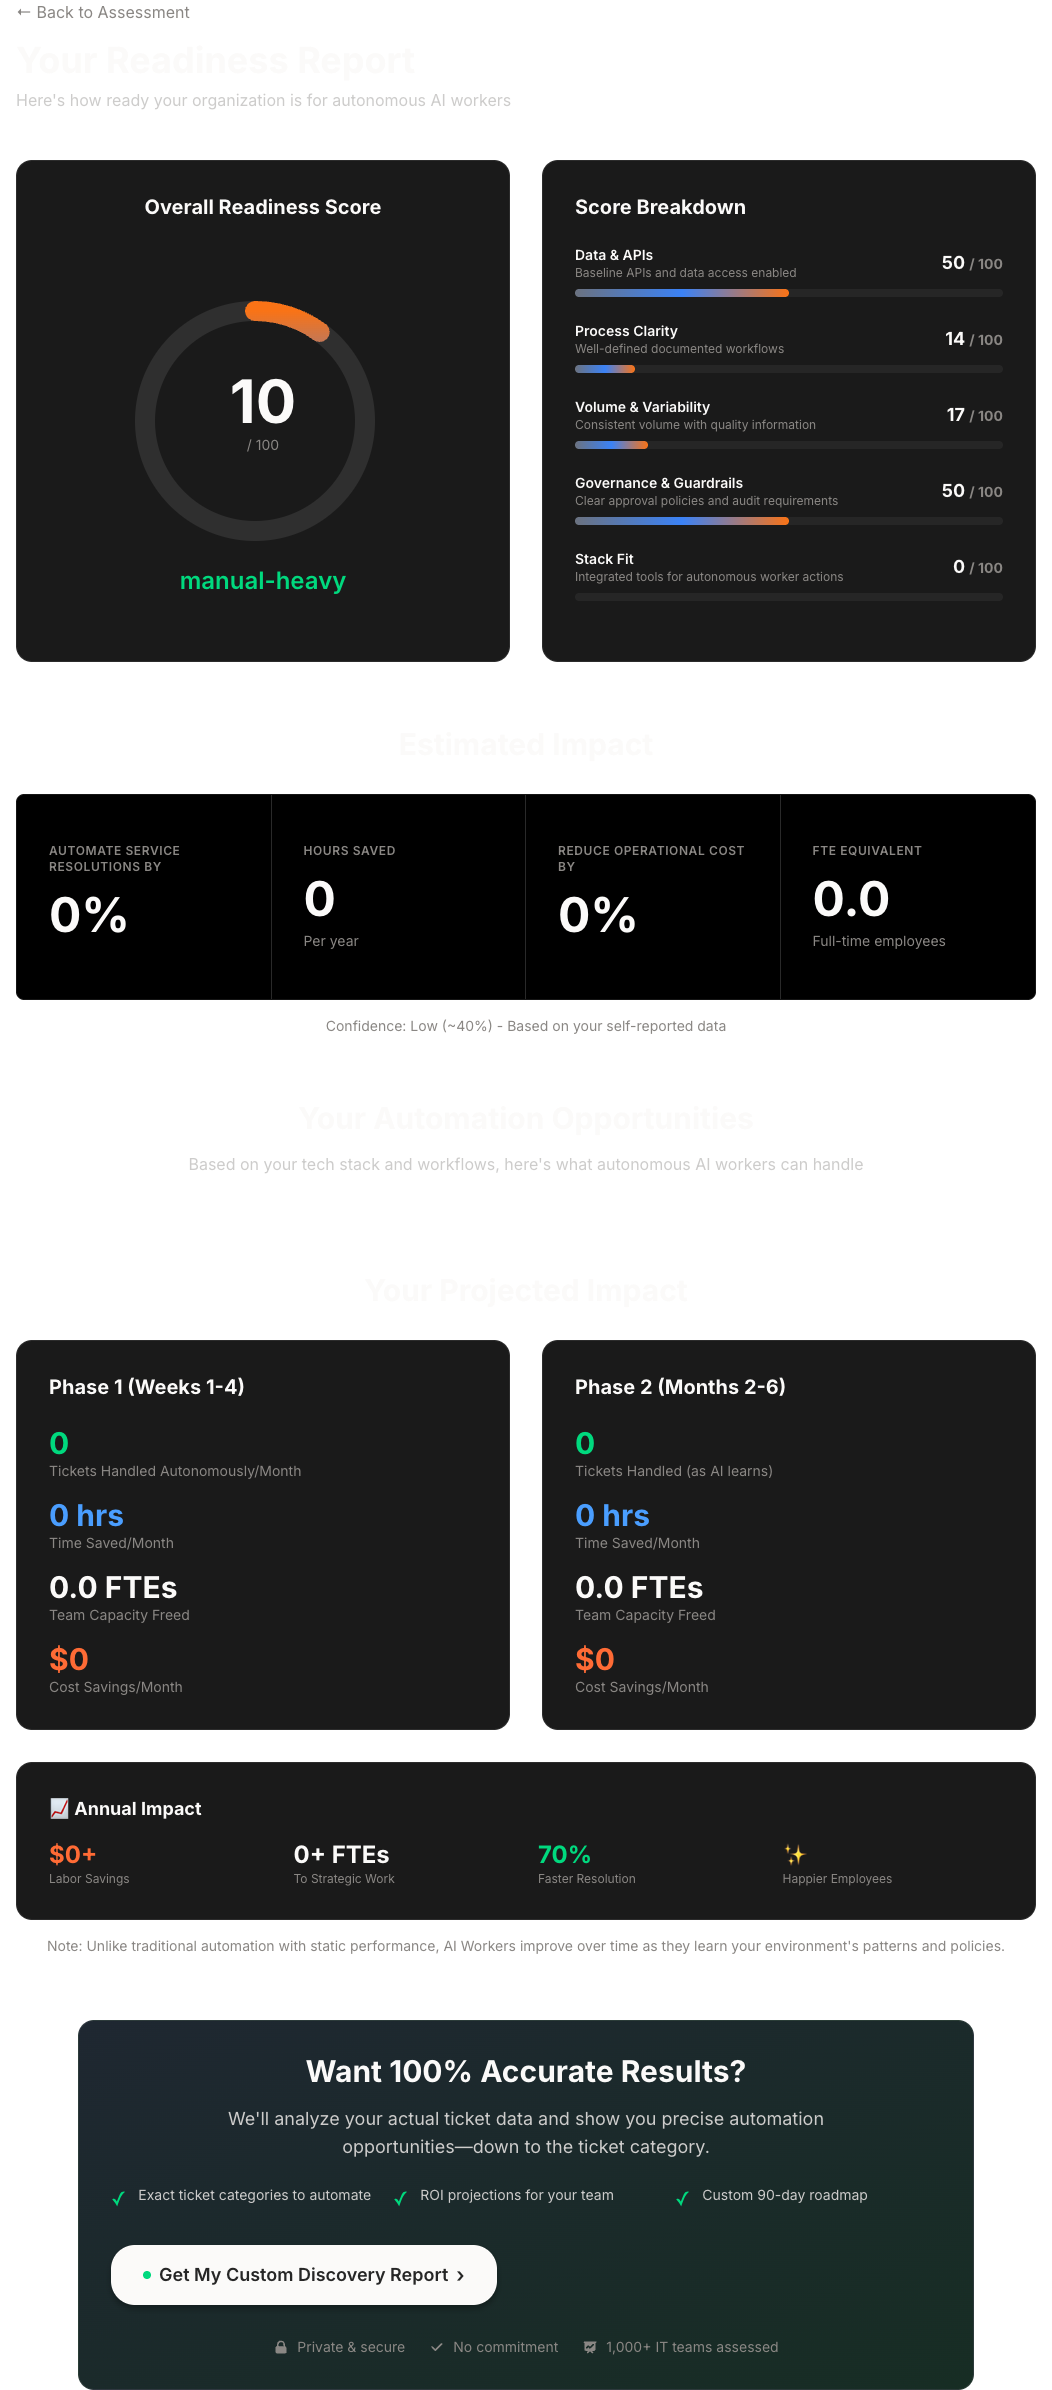 ← Back to Assessment
Your Readiness Report
Here's how ready your organization is for autonomous AI workers
Overall Readiness Score
10
/ 100
manual-heavy
Score Breakdown
Data & APIs
Baseline APIs and data access enabled
50 / 100
Process Clarity
Well-defined documented workflows
14 / 100
Volume & Variability
Consistent volume with quality information
17 / 100
Governance & Guardrails
Clear approval policies and audit requirements
50 / 100
Stack Fit
Integrated tools for autonomous worker actions
0 / 100
Estimated Impact
AUTOMATE SERVICE
RESOLUTIONS BY
0%
HOURS SAVED
0
Per year
REDUCE OPERATIONAL COST
BY
0%
FTE EQUIVALENT
0.0
Full-time employees
Confidence: Low (~40%) - Based on your self-reported data
Your Automation Opportunities
Based on your tech stack and workflows, here's what autonomous AI workers can handle
Your Projected Impact
Phase 1 (Weeks 1-4)
0
Tickets Handled Autonomously/Month
0 hrs
Time Saved/Month
0.0 FTEs
Team Capacity Freed
$0
Cost Savings/Month
Phase 2 (Months 2-6)
0
Tickets Handled (as AI learns)
0 hrs
Time Saved/Month
0.0 FTEs
Team Capacity Freed
$0
Cost Savings/Month
📈 Annual Impact
$0+
Labor Savings
0+ FTEs
To Strategic Work
70%
Faster Resolution
✨
Happier Employees
Note: Unlike traditional automation with static performance, AI Workers improve over time as they learn your environment's patterns and policies.
Want 100% Accurate Results?
We'll analyze your actual ticket data and show you precise automation
opportunities—down to the ticket category.
✓ Exact ticket categories to automate
✓ ROI projections for your team
✓ Custom 90-day roadmap
Get My Custom Discovery Report ›
Private & secure
No commitment
1,000+ IT teams assessed